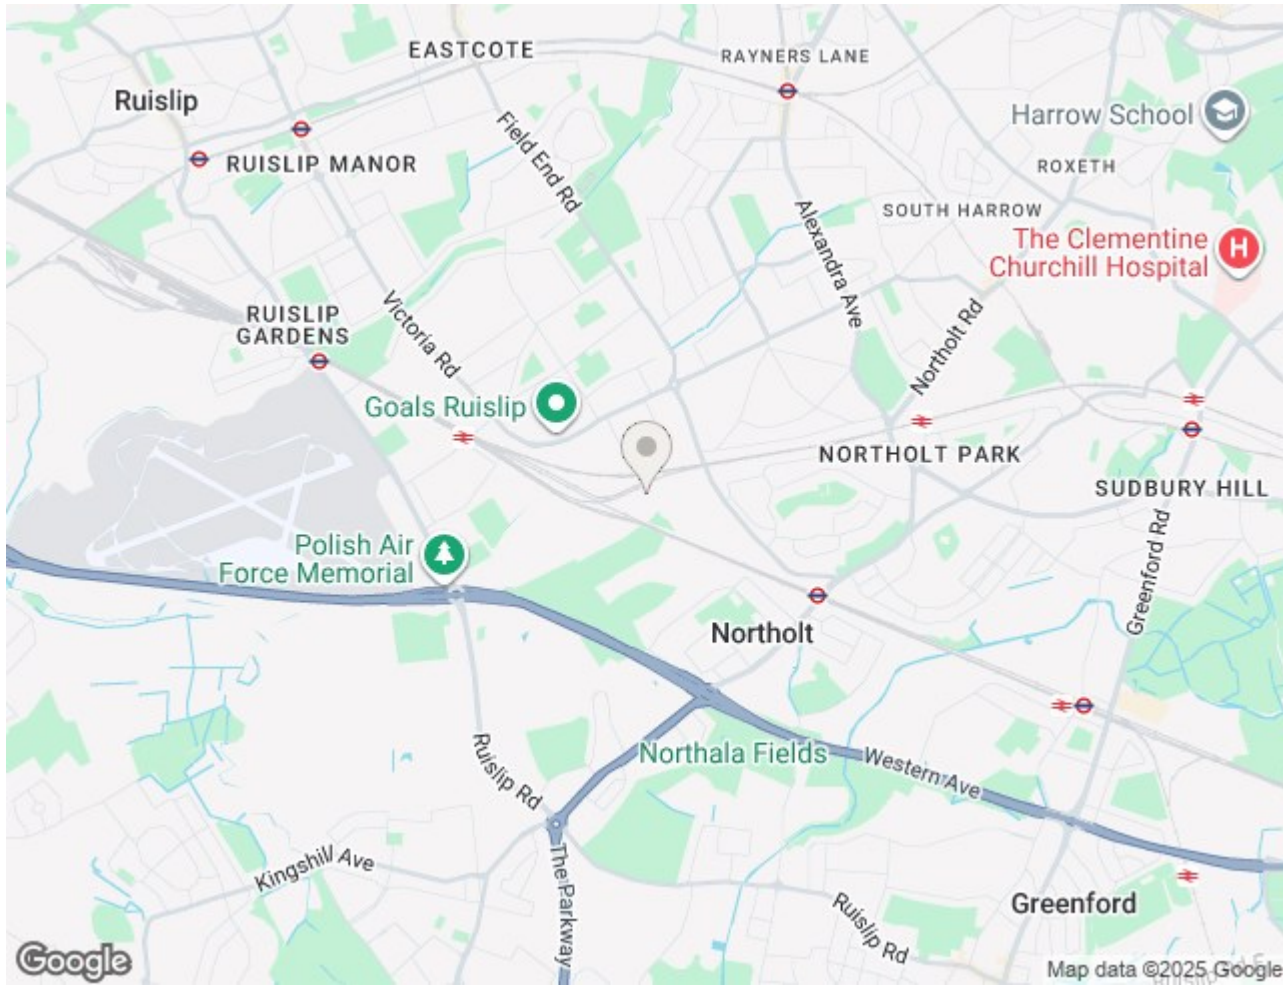 EASTCOTE
RAYNERS LANE
Ruislip
Harrow School
Field End Rd
RUISLIP MANOR
ROXETH
Alexandra Ave
SOUTH HARROW
The Clementine
Churchill Hospital
Victoria Rd
RUISLIP
GARDENS
Northolt Rd
Goals Ruislip
NORTHOLT PARK
SUDBURY HILL
Greenford Rd
Polish Air
Force Memorial
Northolt
Northala Fields
Western Ave
Ruislip Rd
Kingshill Ave
The Parkway
Ruislip Rd
Greenford
Google
Map data ©2025 Google